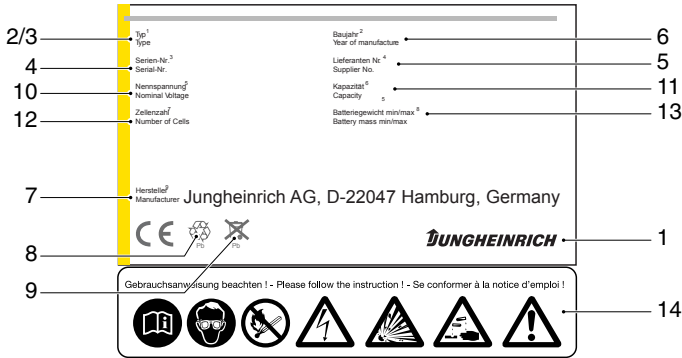 2/3
Typ1
Type
Baujahr2
Year of manufacture
6
4
Serien-Nr.3
Serial-Nr.
Lieferanten Nr. 4
Supplier No.
5
10
Nennspannung5
Nominal Voltage
Kapazität6
Capacity
5
11
12
Zellenzahl7
Number of Cells
Batteriegewicht min/max 8
Battery mass min/max
13
7
Hersteller9
Manufacturer
Jungheinrich AG, D-22047 Hamburg, Germany
CE
Pb
Pb
JUNGHEINRICH
1
8
9
Gebrauchsanweisung beachten ! - Please follow the instruction ! - Se conformer à la notice d'emploi !
14